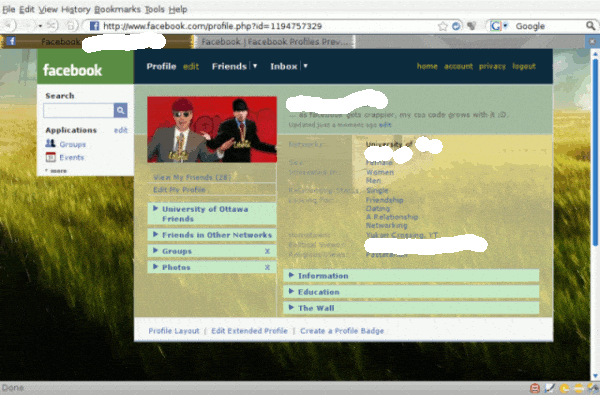 File Edit View History Bookmarks Tools Help
http://www.facebook.com/profile.php?id=1194757329
Google
Facebook
Facebook | Facebook Profiles Prev...
facebook
Profile edit Friends Inbox
home account privacy logout
Search
Applications edit
Groups
Events
more
... as facebook gets crappier, my css code grows with it :D.
Updated just a moment ago edit
View My Friends (28)
Edit My Profile
Networks: University of
Sex: Female
Interested In: Women
Men
Relationship Status: Single
Looking For: Friendship
Dating
A Relationship
Networking
Hometown: Yukon Crossing, YT
Political Views:
Religious Views:
University of Ottawa
Friends
Friends in Other Networks
Groups X
Photos X
Information
Education
The Wall
Profile Layout | Edit Extended Profile | Create a Profile Badge
Done